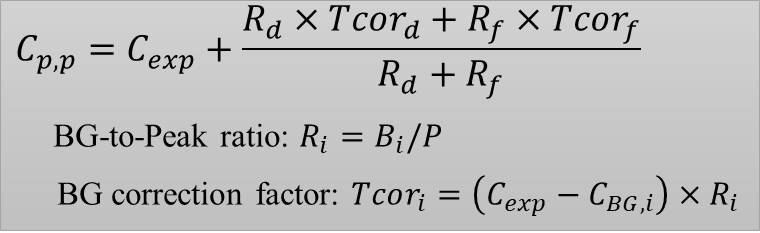 C_{p,p} = C_{exp} + \frac{R_d × Tcor_d + R_f × Tcor_f}{R_d + R_f}
BG-to-Peak ratio: R_i = B_i/P
BG correction factor: Tcor_i = (C_{exp} − C_{BG,i}) × R_i